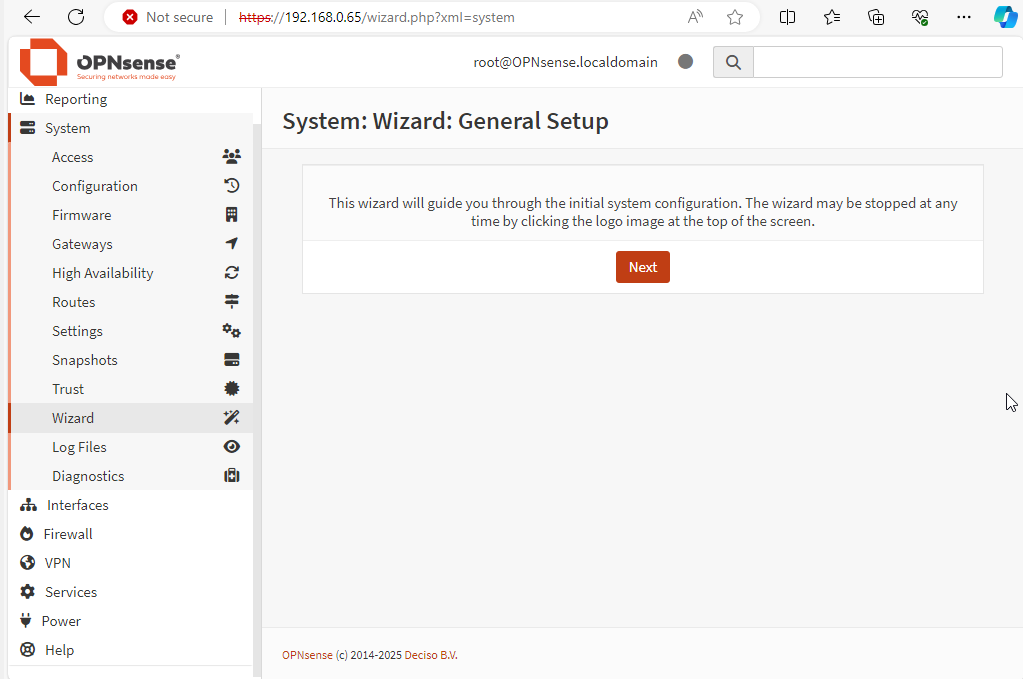 Not secure
https://192.168.0.65/wizard.php?xml=system
OPNsense®
Securing networks made easy
root@OPNsense.localdomain
Reporting
System
Access
Configuration
Firmware
Gateways
High Availability
Routes
Settings
Snapshots
Trust
Wizard
Log Files
Diagnostics
Interfaces
Firewall
VPN
Services
Power
Help
System: Wizard: General Setup
This wizard will guide you through the initial system configuration. The wizard may be stopped at any
time by clicking the logo image at the top of the screen.
Next
OPNsense (c) 2014-2025 Deciso B.V.